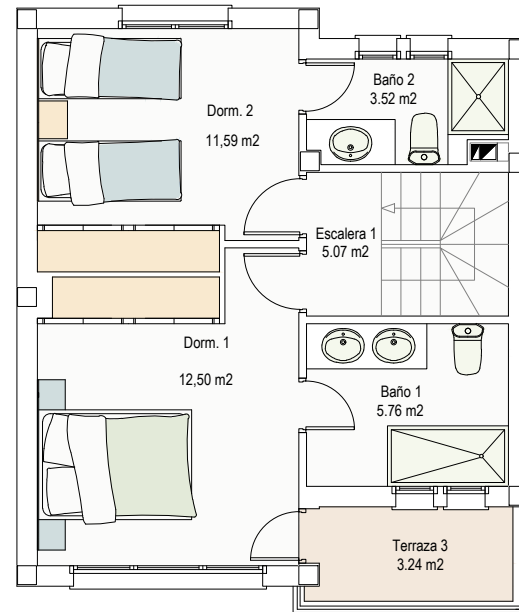 Baño 2
3.52 m2
Dorm. 2
11,59 m2
Escalera 1
5.07 m2
Dorm. 1
12,50 m2
Baño 1
5.76 m2
Terraza 3
3.24 m2